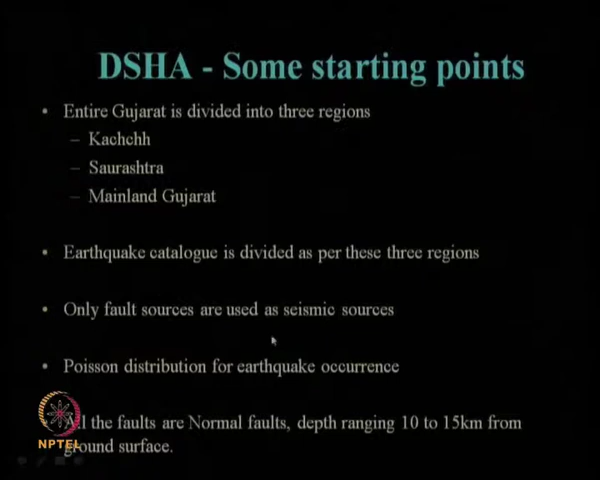 DSHA - Some starting points
• Entire Gujarat is divided into three regions
– Kachchh
– Saurashtra
– Mainland Gujarat
• Earthquake catalogue is divided as per these three regions
• Only fault sources are used as seismic sources
• Poisson distribution for earthquake occurrence
All the faults are Normal faults, depth ranging 10 to 15km from
ground surface.
NPTEL